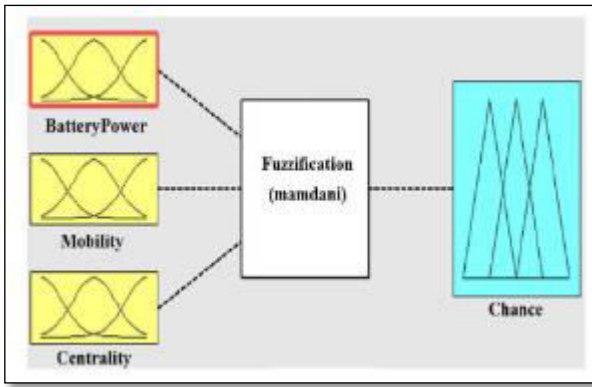 BatteryPower
Mobility
Centrality
Fuzzification
(mamdani)
Chance